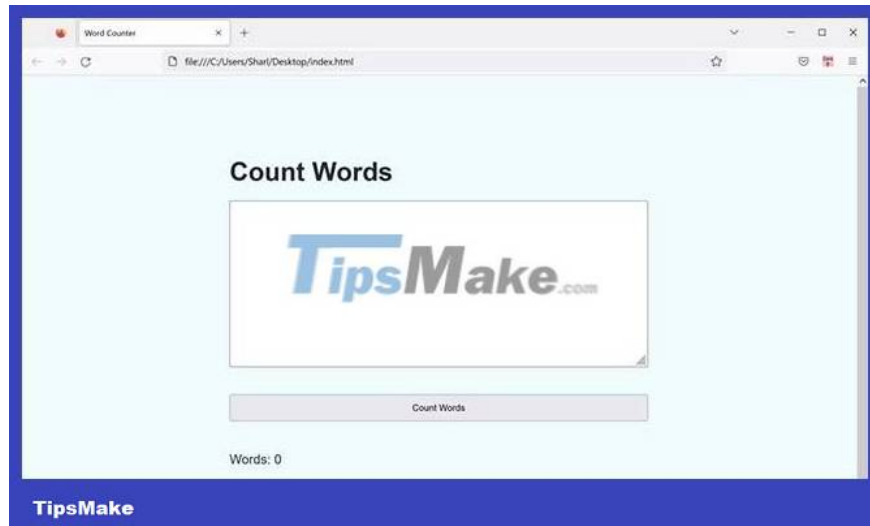 Word Counter
file:///C:/Users/Sharl/Desktop/index.html
Count Words
TipsMake.com
Count Words
Words: 0
TipsMake